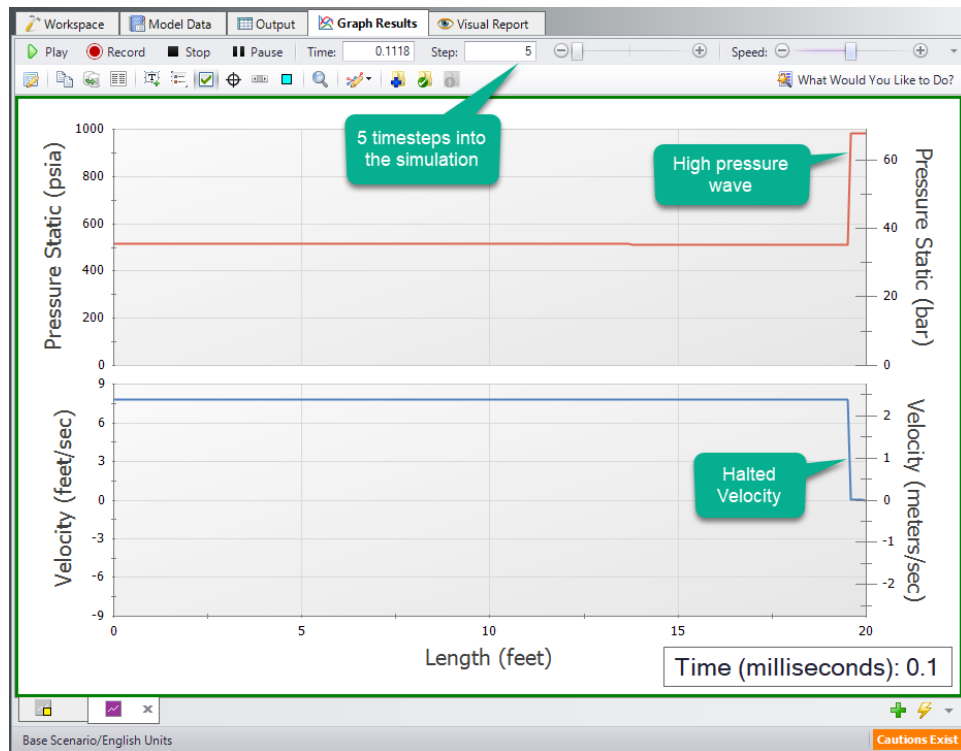 Workspace Model Data Output Graph Results Visual Report
Play Record Stop Pause Time: 0.1118 Step: 5 Speed:
What Would You Like to Do?
5 timesteps into
the simulation
High pressure
wave
Pressure Static (psia)
1000
800
600
400
200
0
60
40
20
0
Pressure Static (bar)
Velocity (feet/sec)
9
6
3
0
-3
-6
-9
Halted
Velocity
2
1
0
-1
-2
Velocity (meters/sec)
0 5 10 15 20
Length (feet)
Time (milliseconds): 0.1
Base Scenario/English Units
Cautions Exist